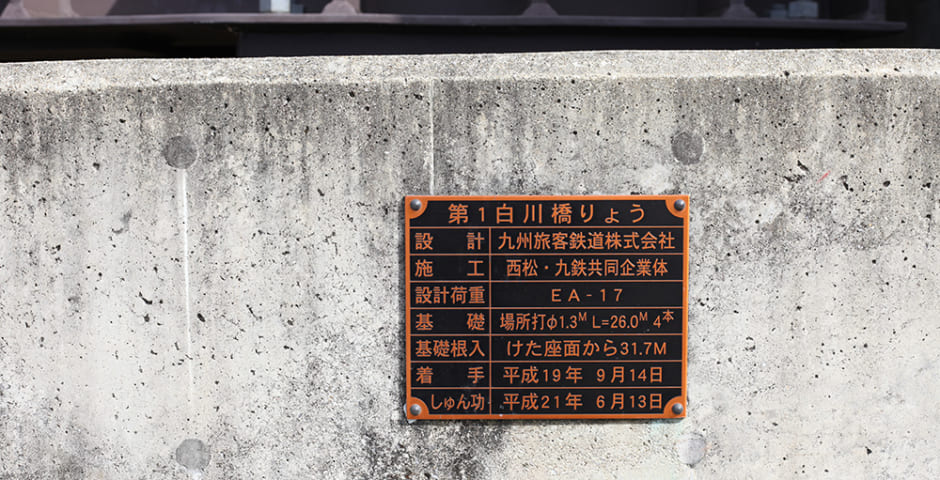 第1白川橋りょう
設計 九州旅客鉄道株式会社
施工 西松・九鉄共同企業体
設計荷重 EA-17
基礎 場所打φ1.3M L=26.0M 4本
基礎根入 けた座面から31.7M
着手 平成19年 9月14日
しゅん功 平成21年 6月13日